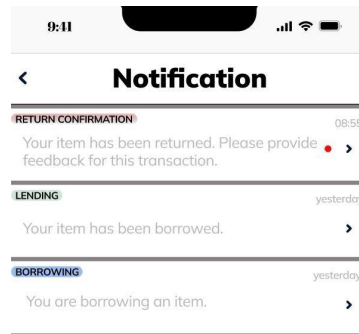 9:41
Notification
RETURN CONFIRMATION
08:55
Your item has been returned. Please provide
feedback for this transaction.
LENDING
yesterday
Your item has been borrowed.
BORROWING
yesterday
You are borrowing an item.